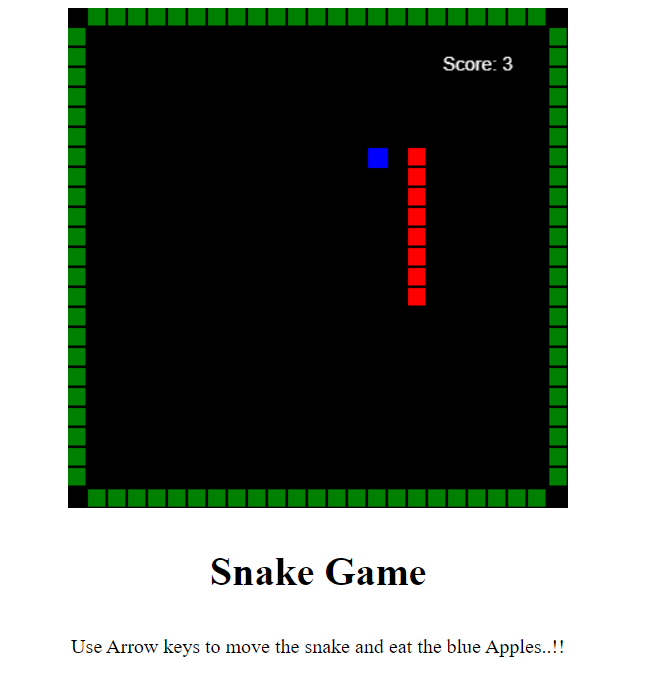 Score: 3
Snake Game
Use Arrow keys to move the snake and eat the blue Apples..!!